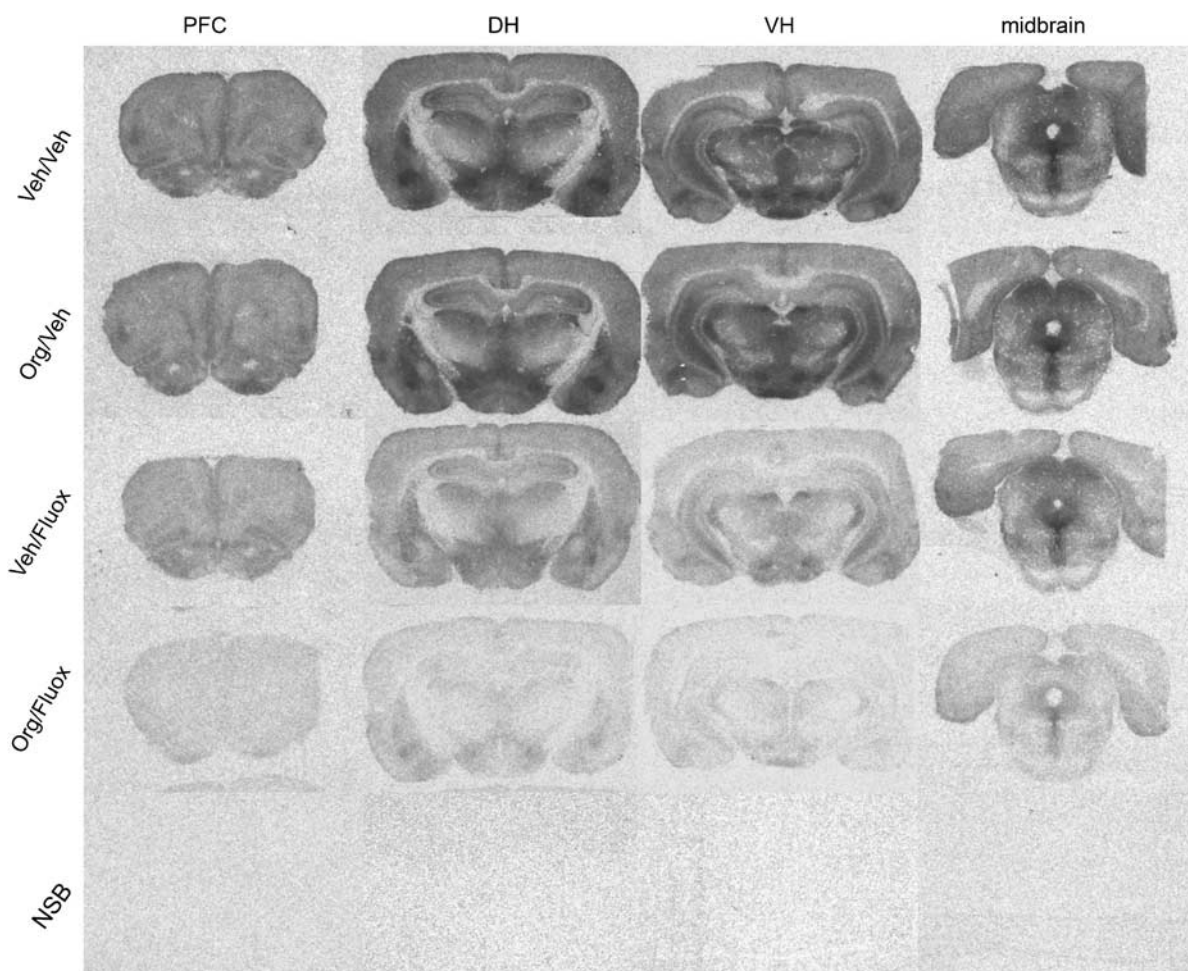 PFC DH VH midbrain
Veh/Veh
Org/Veh
Veh/Fluox
Org/Fluox
NSB